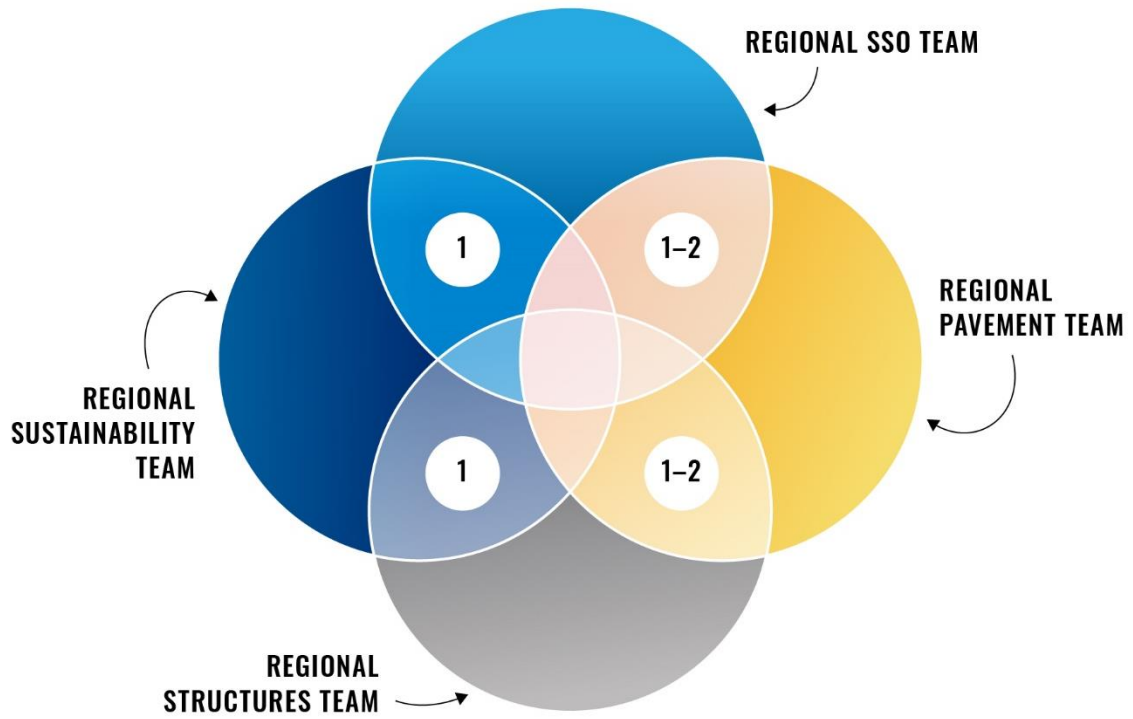 REGIONAL SSO TEAM
1
1–2
REGIONAL
PAVEMENT TEAM
REGIONAL
SUSTAINABILITY
TEAM
1
1–2
REGIONAL
STRUCTURES TEAM